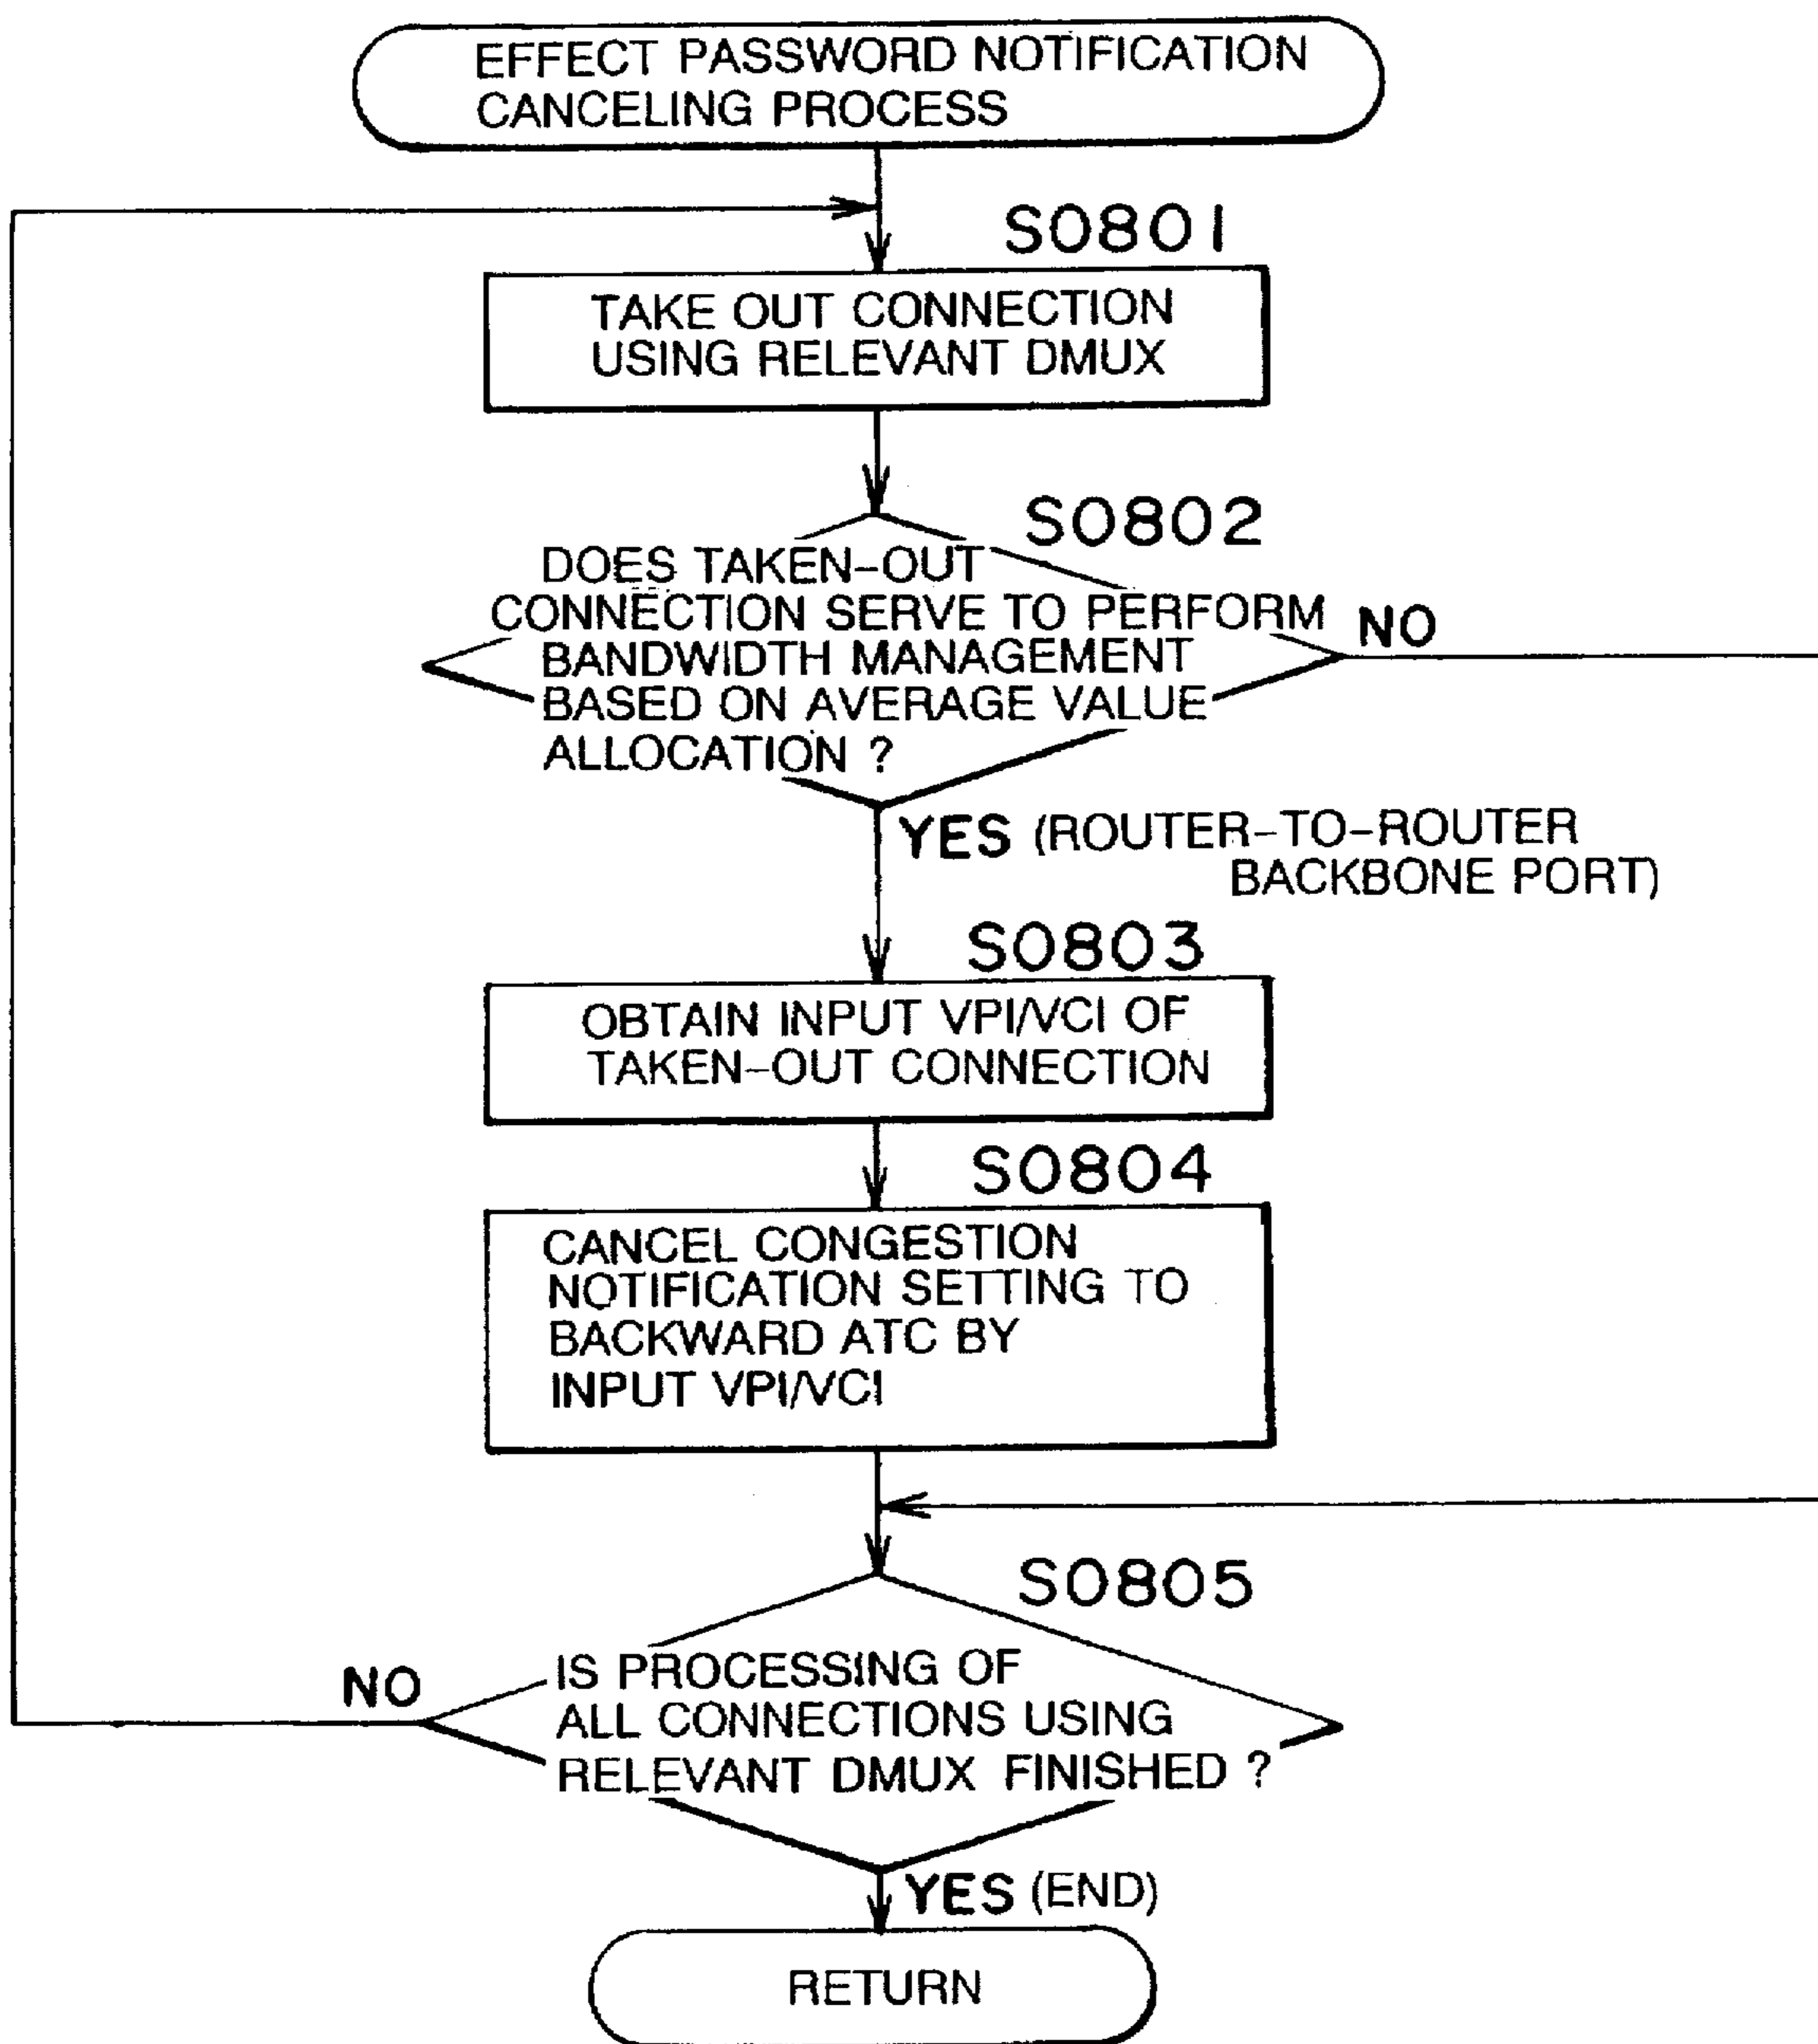 EFFECT PASSWORD NOTIFICATION
CANCELING PROCESS
S0801
TAKE OUT CONNECTION
USING RELEVANT DMUX
S0802
DOES TAKEN-OUT
CONNECTION SERVE TO PERFORM
BANDWIDTH MANAGEMENT
BASED ON AVERAGE VALUE
ALLOCATION ?
NO
YES (ROUTER-TO-ROUTER
BACKBONE PORT)
S0803
OBTAIN INPUT VPI/VCI OF
TAKEN-OUT CONNECTION
S0804
CANCEL CONGESTION
NOTIFICATION SETTING TO
BACKWARD ATC BY
INPUT VPI/VCI
S0805
NO
IS PROCESSING OF
ALL CONNECTIONS USING
RELEVANT DMUX FINISHED ?
YES (END)
RETURN